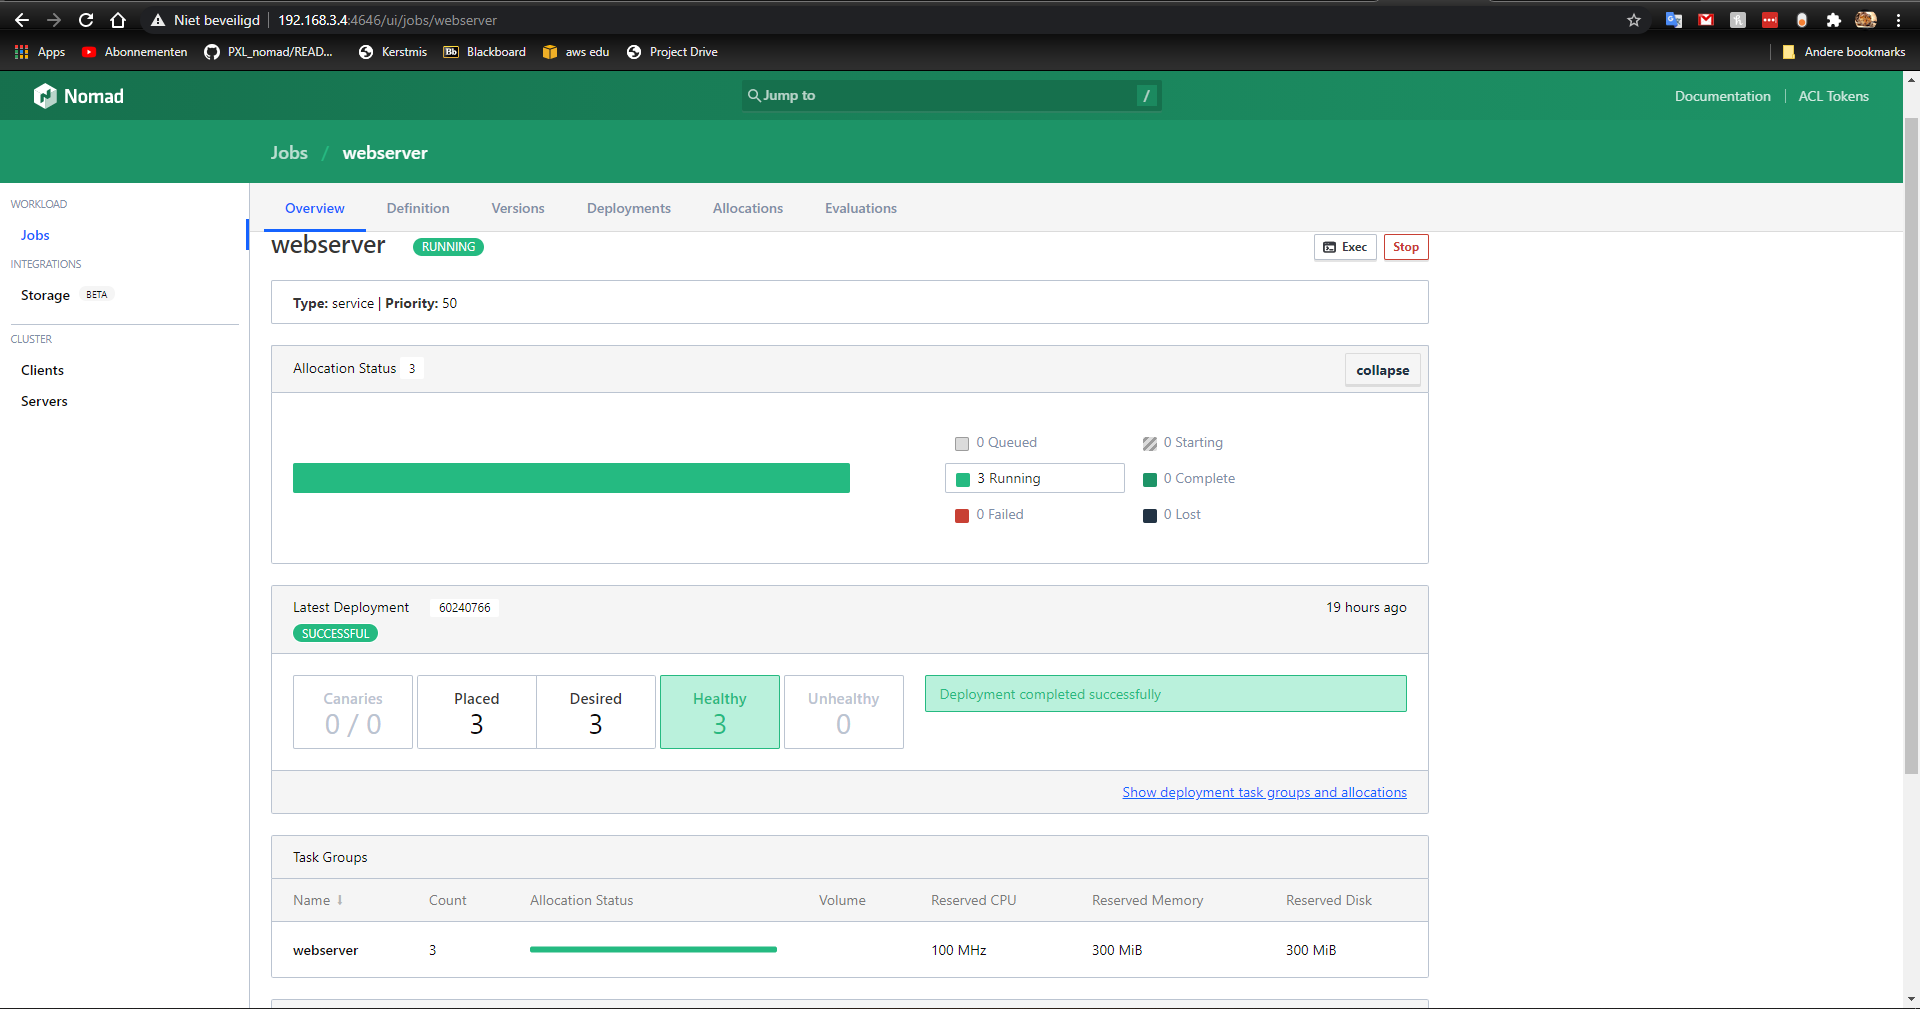 Niet beveiligd | 192.168.3.4:4646/ui/jobs/webserver
Apps Abonnementen PXL_nomad/READ... Kerstmis Bb Blackboard aws edu Project Drive Andere bookmarks
Nomad Jump to / Documentation ACL Tokens
Jobs / webserver
WORKLOAD
Jobs
INTEGRATIONS
Storage BETA
CLUSTER
Clients
Servers
Overview Definition Versions Deployments Allocations Evaluations
webserver RUNNING Exec Stop
Type: service | Priority: 50
Allocation Status 3 collapse
0 Queued 0 Starting
3 Running 0 Complete
0 Failed 0 Lost
Latest Deployment 60240766 19 hours ago
SUCCESSFUL
Canaries Placed Desired Healthy Unhealthy Deployment completed successfully
0 / 0 3 3 3 0
Show deployment task groups and allocations
Task Groups
Name Count Allocation Status Volume Reserved CPU Reserved Memory Reserved Disk
webserver 3 100 MHz 300 MiB 300 MiB